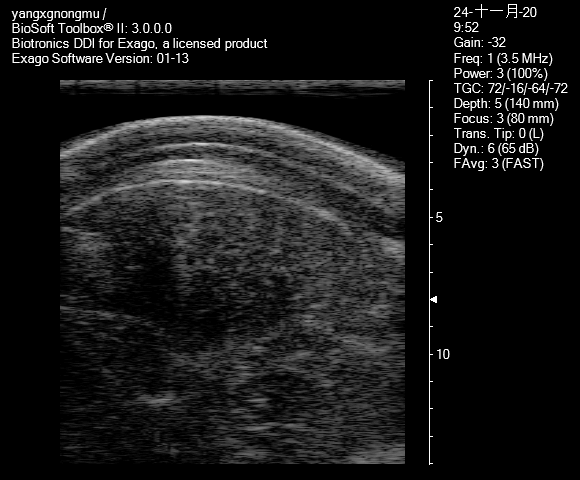 yangxgnongmu /
BioSoft Toolbox® II: 3.0.0.0
Biotronics DDI for Exago, a licensed product
Exago Software Version: 01-13
24-十一月-20
9:52
Gain: -32
Freq: 1 (3.5 MHz)
Power: 3 (100%)
TGC: 72/-16/-64/-72
Depth: 5 (140 mm)
Focus: 3 (80 mm)
Trans. Tip: 0 (L)
Dyn.: 6 (65 dB)
FAvg: 3 (FAST)
5
10